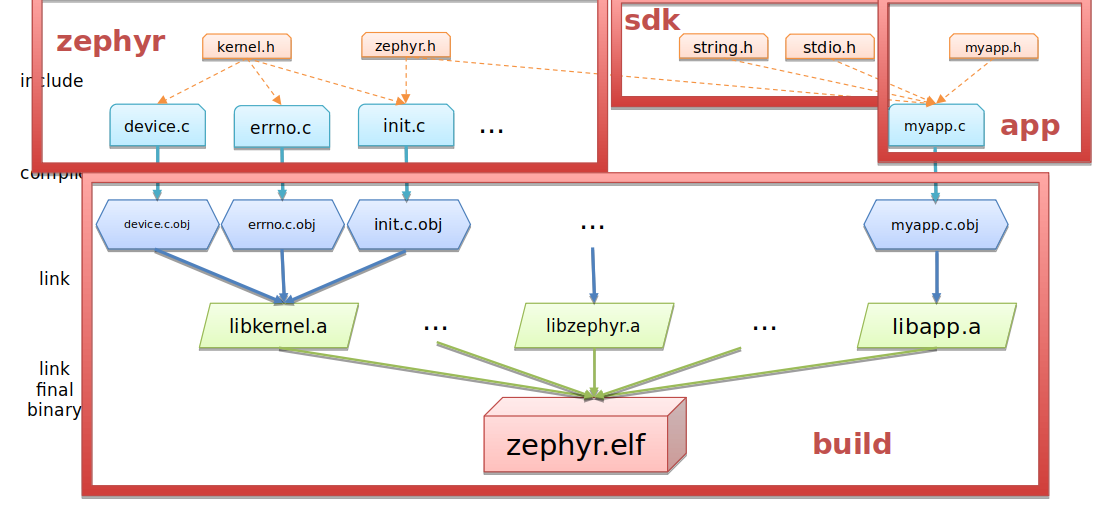 zephyr
kernel.h
zephyr.h
sdk
string.h
stdio.h
myapp.h
include
device.c
errno.c
init.c
...
myapp.c
app
device.c.obj
errno.c.obj
init.c.obj
...
myapp.c.obj
link
libkernel.a
...
libzephyr.a
...
libapp.a
link
final
binary
zephyr.elf
build